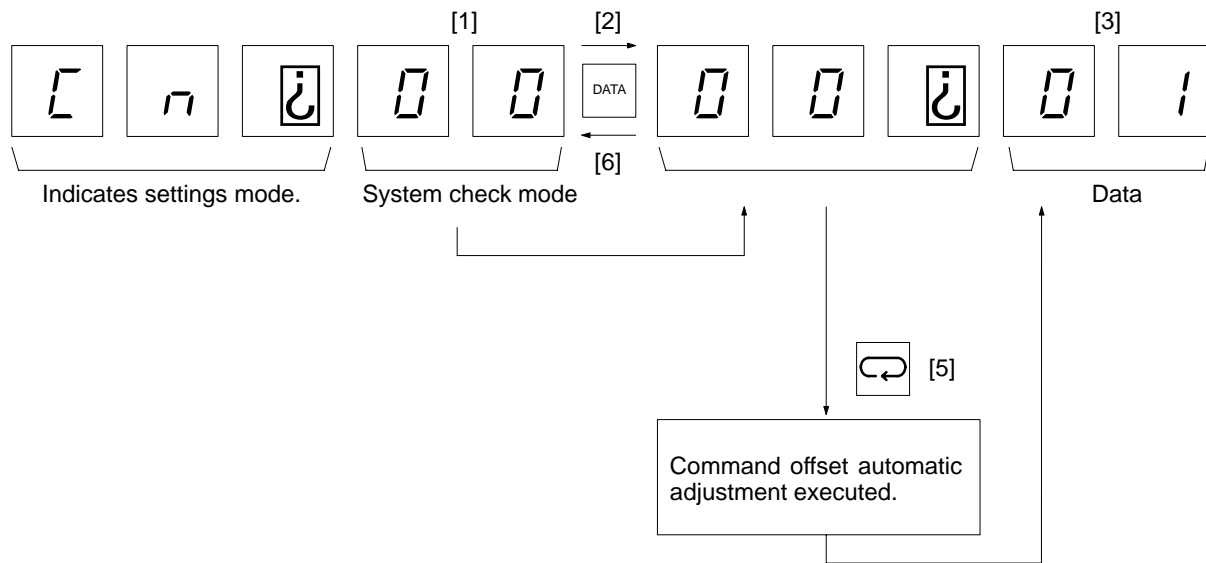 [1] [2] [3]
C n ¿ 0 0 DATA 0 0 ¿ 0 1
[6]
Indicates settings mode. System check mode Data
[5]
Command offset automatic
adjustment executed.